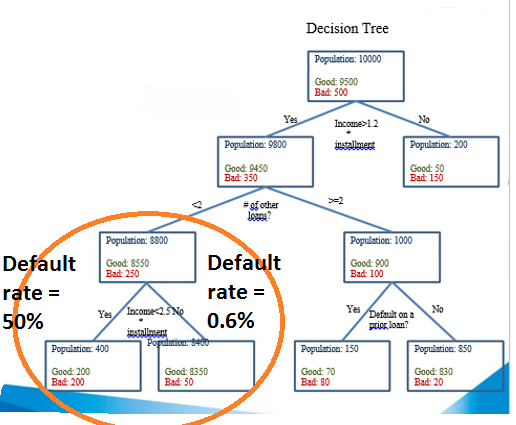 Decision Tree
Population: 10000
Good: 9500
Bad: 500
Yes
Income>1.2
*
installment
No
Population: 9800
Good: 9450
Bad: 350
Population: 200
Good: 50
Bad: 150
<2
# of other
loans?
>=2
Population: 8800
Good: 8550
Bad: 250
Population: 1000
Good: 900
Bad: 100
Default
rate =
50%
Default
rate =
0.6%
Yes
Income<2.5
*
installment
No
Yes
Default on a
prior loan?
No
Population: 400
Good: 200
Bad: 200
Population: 8400
Good: 8350
Bad: 50
Population: 150
Good: 70
Bad: 80
Population: 850
Good: 830
Bad: 20